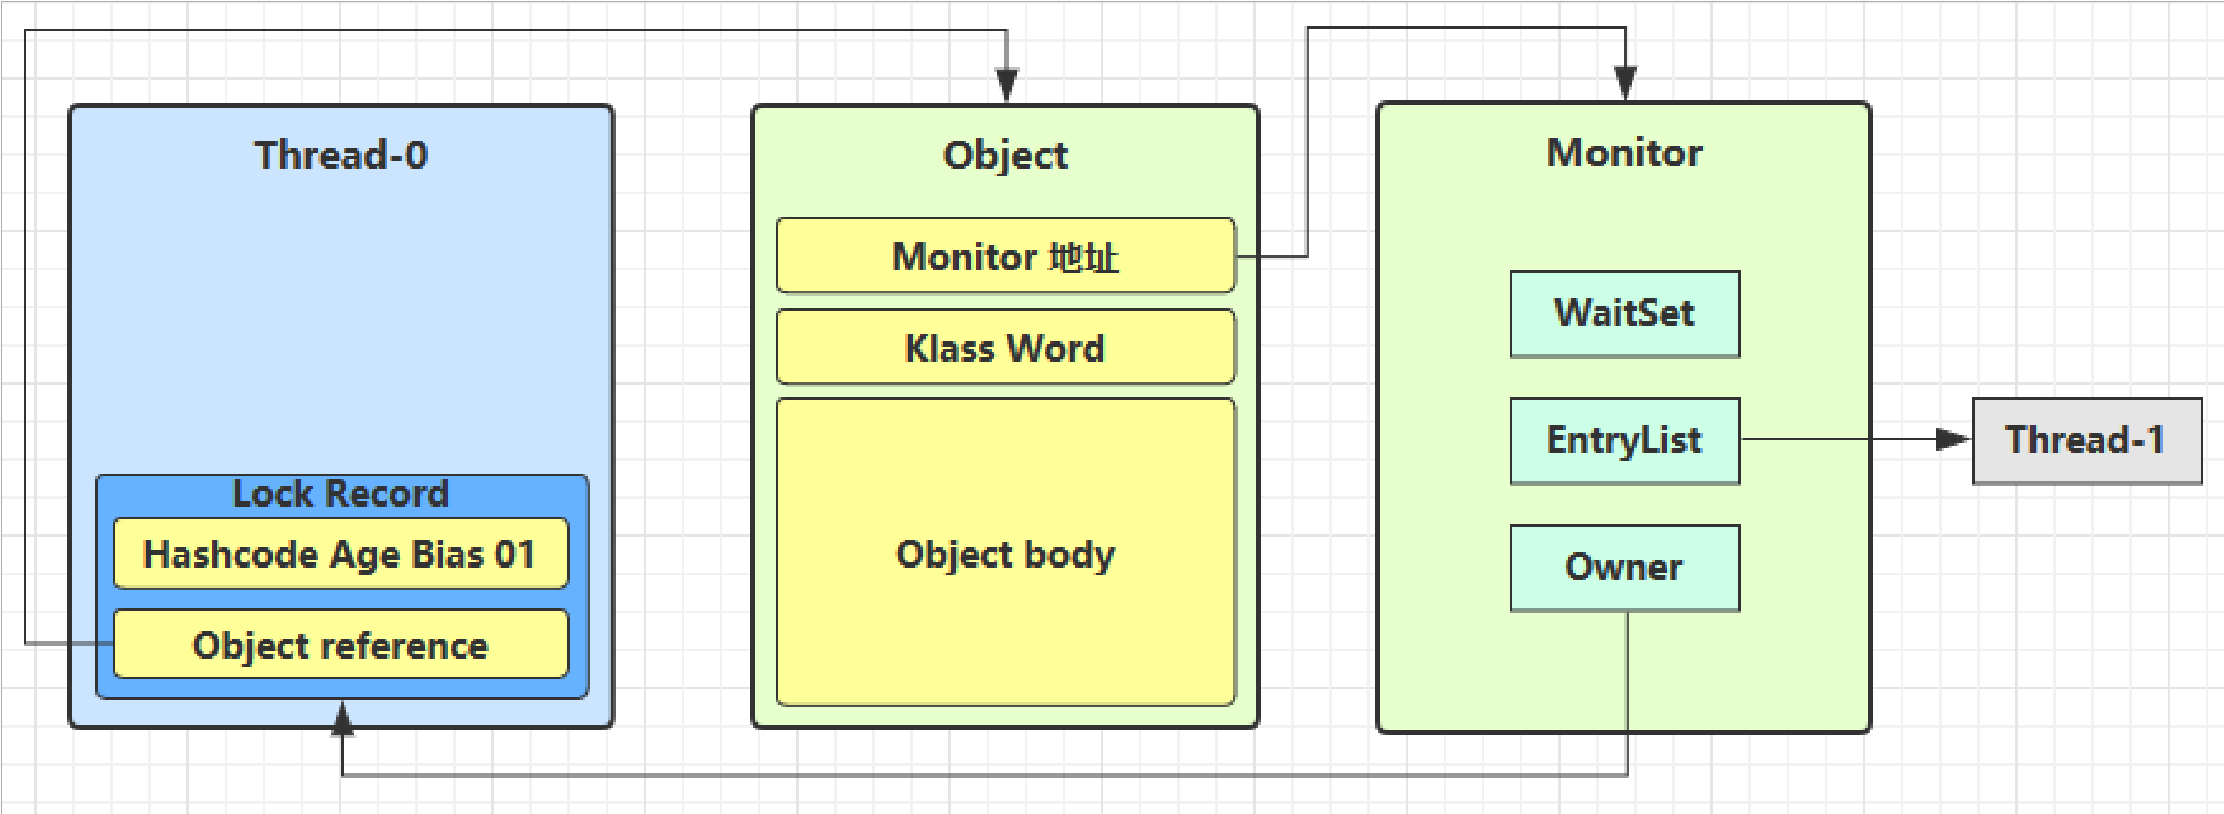 Thread-0
Lock Record
Hashcode Age Bias 01
Object reference
Object
Monitor 地址
Klass Word
Object body
Monitor
WaitSet
EntryList
Owner
Thread-1